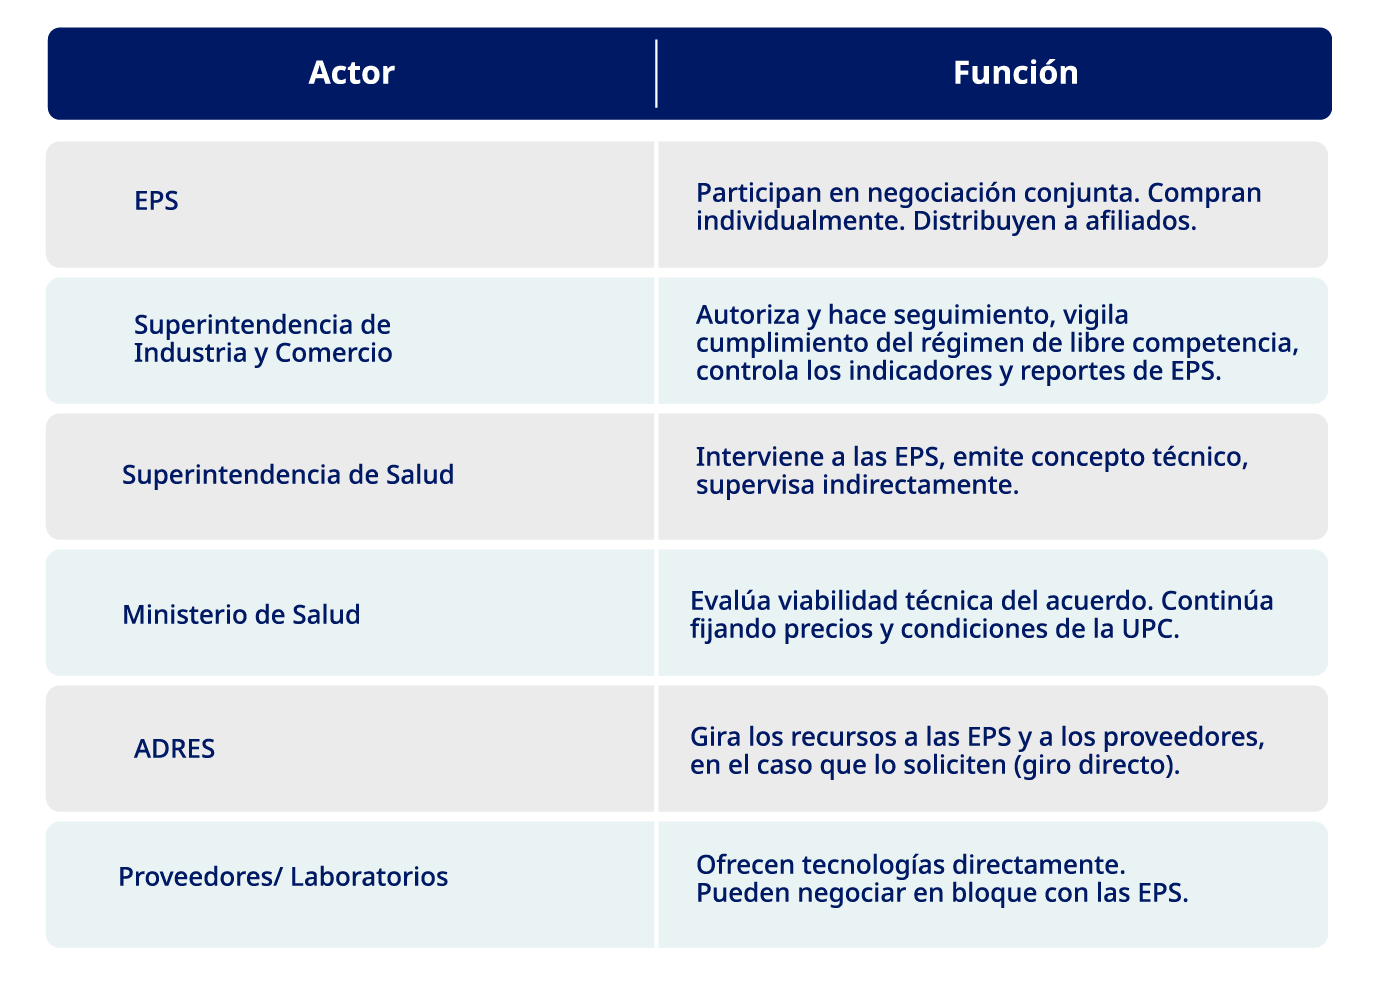 Actor
Función
EPS
Participan en negociación conjunta. Compran
individualmente. Distribuyen a afiliados.
Superintendencia de
Industria y Comercio
Autoriza y hace seguimiento, vigila
cumplimiento del régimen de libre competencia,
controla los indicadores y reportes de EPS.
Superintendencia de Salud
Interviene a las EPS, emite concepto técnico,
supervisa indirectamente.
Ministerio de Salud
Evalúa viabilidad técnica del acuerdo. Continúa
fijando precios y condiciones de la UPC.
ADRES
Gira los recursos a las EPS y a los proveedores,
en el caso que lo soliciten (giro directo).
Proveedores/ Laboratorios
Ofrecen tecnologías directamente.
Pueden negociar en bloque con las EPS.